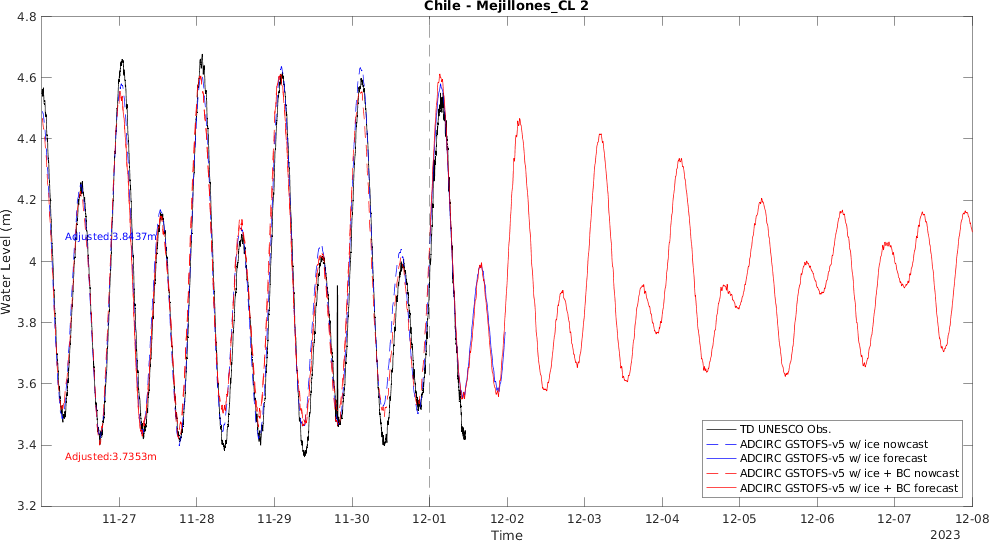 Chile - Mejillones_CL 2
Water Level (m)
4.8
4.6
4.4
4.2
4
3.8
3.6
3.4
3.2
Adjusted:3.8437m
Adjusted:3.7353m
TD UNESCO Obs.
ADCIRC GSTOFS-v5 w/ ice nowcast
ADCIRC GSTOFS-v5 w/ ice forecast
ADCIRC GSTOFS-v5 w/ ice + BC nowcast
ADCIRC GSTOFS-v5 w/ ice + BC forecast
11-27 11-28 11-29 11-30 12-01 12-02 12-03 12-04 12-05 12-06 12-07 12-08
Time
2023